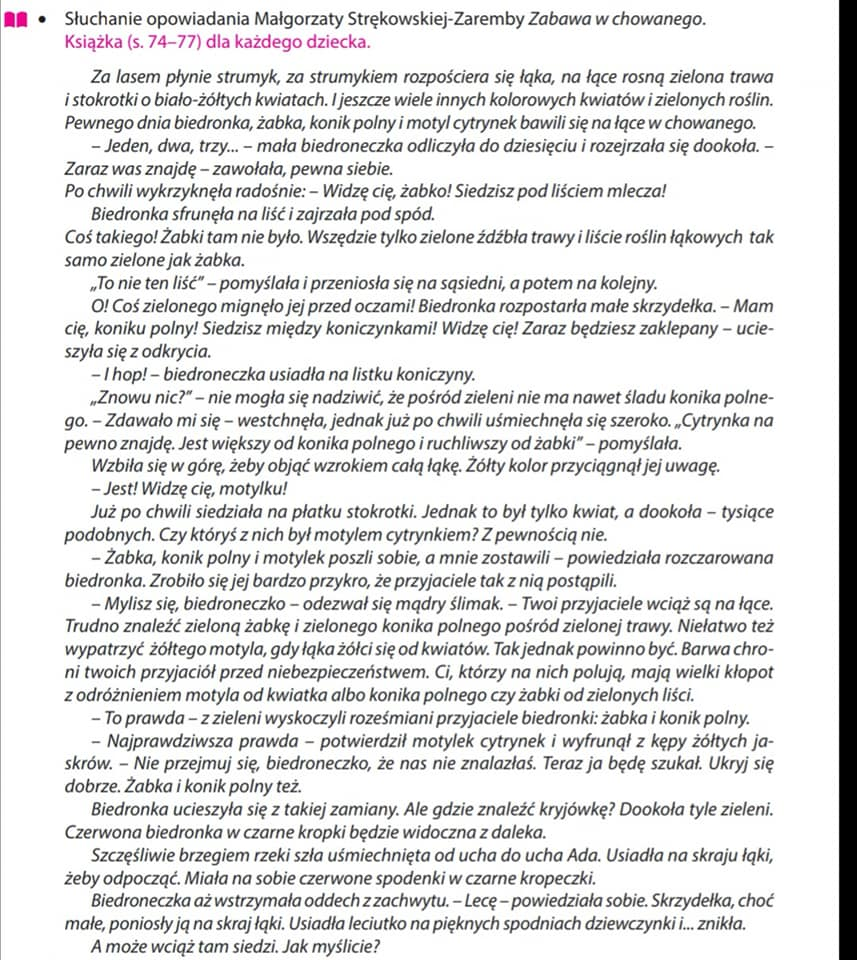 • Słuchanie opowiadania Małgorzaty Strękowskiej-Zaremby Zabawa w chowanego.
Książka (s. 74–77) dla każdego dziecka.
Za lasem płynie strumyk, za strumykiem rozpościera się łąka, na łące rosną zielona trawa
i stokrotki o biało-żółtych kwiatach. I jeszcze wiele innych kolorowych kwiatów i zielonych roślin.
Pewnego dnia biedronka, żabka, konik polny i motyl cytrynek bawili się na łące w chowanego.
– Jeden, dwa, trzy... – mała biedroneczka odliczyła do dziesięciu i rozejrzała się dookoła. –
Zaraz was znajdę – zawołała, pewna siebie.
Po chwili wykrzyknęła radośnie: – Widzę cię, żabko! Siedzisz pod liściem mlecza!
Biedronka sfrunęła na liść i zajrzała pod spód.
Coś takiego! Żabki tam nie było. Wszędzie tylko zielone źdźbła trawy i liście roślin łąkowych tak
samo zielone jak żabka.
„To nie ten liść” – pomyślała i przeniosła się na sąsiedni, a potem na kolejny.
O! Coś zielonego mignęło jej przed oczami! Biedronka rozpostarła małe skrzydełka. – Mam
cię, koniku polny! Siedzisz między koniczynkami! Widzę cię! Zaraz będziesz zaklepany – ucie-
szyła się z odkrycia.
– I hop! – biedroneczka usiadła na listku koniczyny.
„Znowu nic?” – nie mogła się nadziwić, że pośród zieleni nie ma nawet śladu konika polne-
go. – Zdawało mi się – westchnęła, jednak już po chwili uśmiechnęła się szeroko. „Cytrynka na
pewno znajdę. Jest większy od konika polnego i ruchliwszy od żabki” – pomyślała.
Wzbiła się w górę, żeby objąć wzrokiem całą łąkę. Żółty kolor przyciągnął jej uwagę.
– Jest! Widzę cię, motylku!
Już po chwili siedziała na płatku stokrotki. Jednak to był tylko kwiat, a dookoła – tysiące
podobnych. Czy któryś z nich był motylem cytrynkiem? Z pewnością nie.
– Żabka, konik polny i motylek poszli sobie, a mnie zostawili – powiedziała rozczarowana
biedronka. Zrobiło się jej bardzo przykro, że przyjaciele tak z nią postąpili.
– Mylisz się, biedroneczko – odezwał się mądry ślimak. – Twoi przyjaciele wciąż są na łące.
Trudno znaleźć zieloną żabkę i zielonego konika polnego pośród zielonej trawy. Niełatwo też
wypatrzyć żółtego motyla, gdy łąka żółci się od kwiatów. Tak jednak powinno być. Barwa chro-
ni twoich przyjaciół przed niebezpieczeństwem. Ci, którzy na nich polują, mają wielki kłopot
z odróżnieniem motyla od kwiatka albo konika polnego czy żabki od zielonych liści.
– To prawda – z zieleni wyskoczyli roześmiani przyjaciele biedronki: żabka i konik polny.
– Najprawdziwsza prawda – potwierdził motylek cytrynek i wyfrunął z kępy żółtych ja-
skrów. – Nie przejmuj się, biedroneczko, że nas nie znalazłaś. Teraz ja będę szukał. Ukryj się
dobrze. Żabka i konik polny też.
Biedronka ucieszyła się z takiej zamiany. Ale gdzie znaleźć kryjówkę? Dookoła tyle zieleni.
Czerwona biedronka w czarne kropki będzie widoczna z daleka.
Szczęśliwie brzegiem rzeki szła uśmiechnięta od ucha do ucha Ada. Usiadła na skraju łąki,
żeby odpocząć. Miała na sobie czerwone spodenki w czarne kropeczki.
Biedroneczka aż wstrzymała oddech z zachwytu. – Lecę – powiedziała sobie. Skrzydełka, choć
małe, poniosły ją na skraj łąki. Usiadła leciutko na pięknych spodniach dziewczynki i... znikła.
A może wciąż tam siedzi. Jak myślicie?